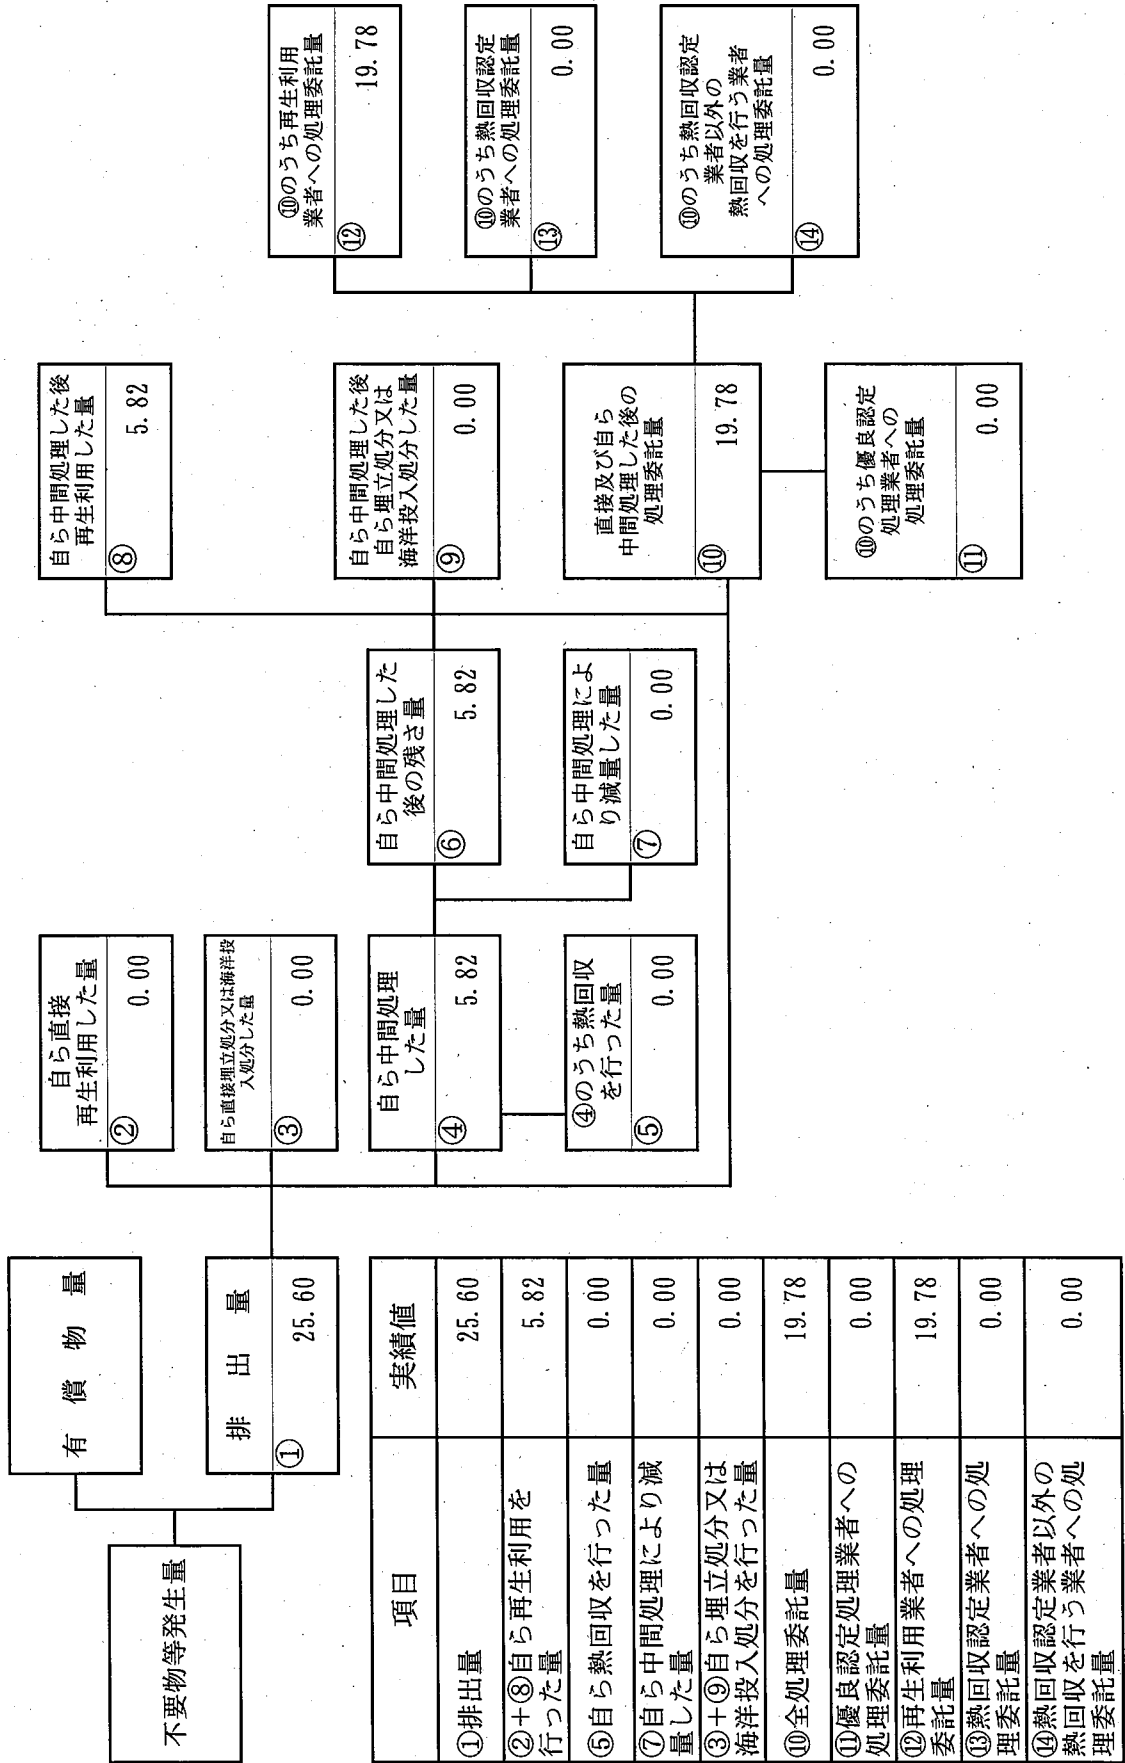 不要物等発生量
有償物量
排出量
① 25.60
自ら直接
再生利用した量
② 0.00
自ら直接埋立処分又は海洋投
入処分した量
③ 0.00
自ら中間処理
した量
④ 5.82
④のうち熱回収
を行った量
⑤ 0.00
自ら中間処理した
後の残さ量
⑥ 5.82
自ら中間処理によ
り減量した量
⑦ 0.00
自ら中間処理した後
再生利用した量
⑧ 5.82
自ら中間処理した後
自ら埋立処分又は
海洋投入処分した量
⑨ 0.00
直接及び自ら
中間処理した後の
処理委託量
⑩ 19.78
⑩のうち優良認定
処理業者への
処理委託量
⑪ 0.00
⑩のうち再生利用
業者への処理委託量
⑫ 19.78
⑩のうち熱回収認定
業者への処理委託量
⑬ 0.00
⑩のうち熱回収認定
業者以外の
熱回収を行う業者
への処理委託量
⑭ 0.00
項目 実績値
①排出量 25.60
②+⑧自ら再生利用を
行った量 5.82
⑤自ら熱回収を行った量 0.00
⑦自ら中間処理により減
量した量 0.00
③+⑨自ら埋立処分又は
海洋投入処分を行った量 0.00
⑩全処理委託量 19.78
⑪優良認定処理業者への
処理委託量 0.00
⑫再生利用業者への処理
委託量 19.78
⑬熱回収認定業者への処
理委託量 0.00
⑭熱回収認定業者以外の
熱回収を行う業者への処
理委託量 0.00